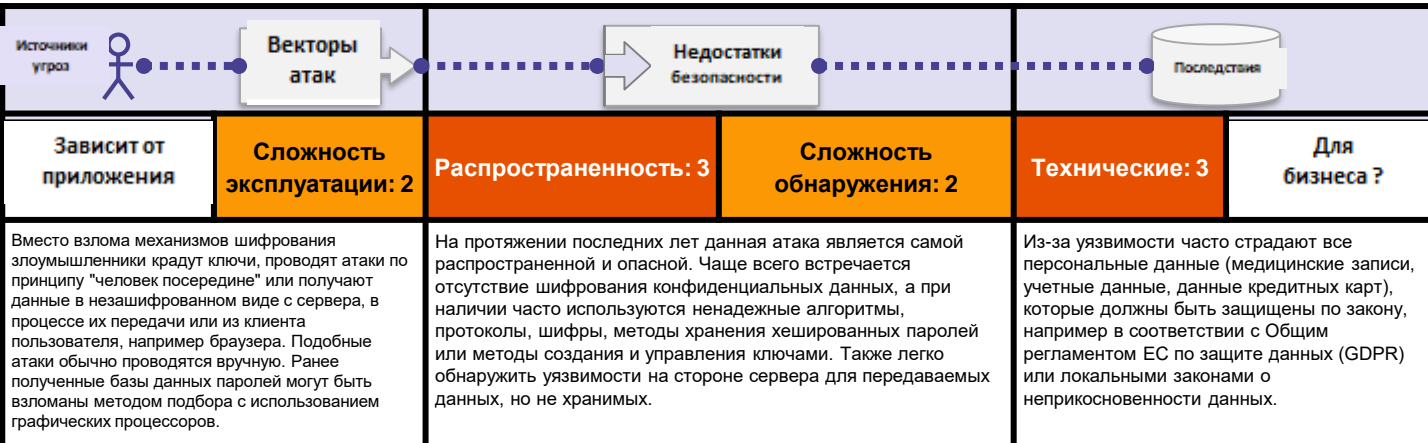 Источники
угроз
Векторы
атак
Недостатки
безопасности
Последствия
Зависит от
приложения
Сложность
эксплуатации: 2
Распространенность: 3
Сложность
обнаружения: 2
Технические: 3
Для
бизнеса ?
Вместо взлома механизмов шифрования
злоумышленники крадут ключи, проводят атаки по
принципу "человек посередине" или получают
данные в незашифрованном виде с сервера, в
процессе их передачи или из клиента
пользователя, например браузера. Подобные
атаки обычно проводятся вручную. Ранее
полученные базы данных паролей могут быть
взломаны методом подбора с использованием
графических процессоров.
На протяжении последних лет данная атака является самой
распространенной и опасной. Чаще всего встречается
отсутствие шифрования конфиденциальных данных, а при
наличии часто используются ненадежные алгоритмы,
протоколы, шифры, методы хранения хешированных паролей
или методы создания и управления ключами. Также легко
обнаружить уязвимости на стороне сервера для передаваемых
данных, но не хранимых.
Из-за уязвимости часто страдают все
персональные данные (медицинские записи,
учетные данные, данные кредитных карт),
которые должны быть защищены по закону,
например в соответствии с Общим
регламентом ЕС по защите данных (GDPR)
или локальными законами о
неприкосновенности данных.